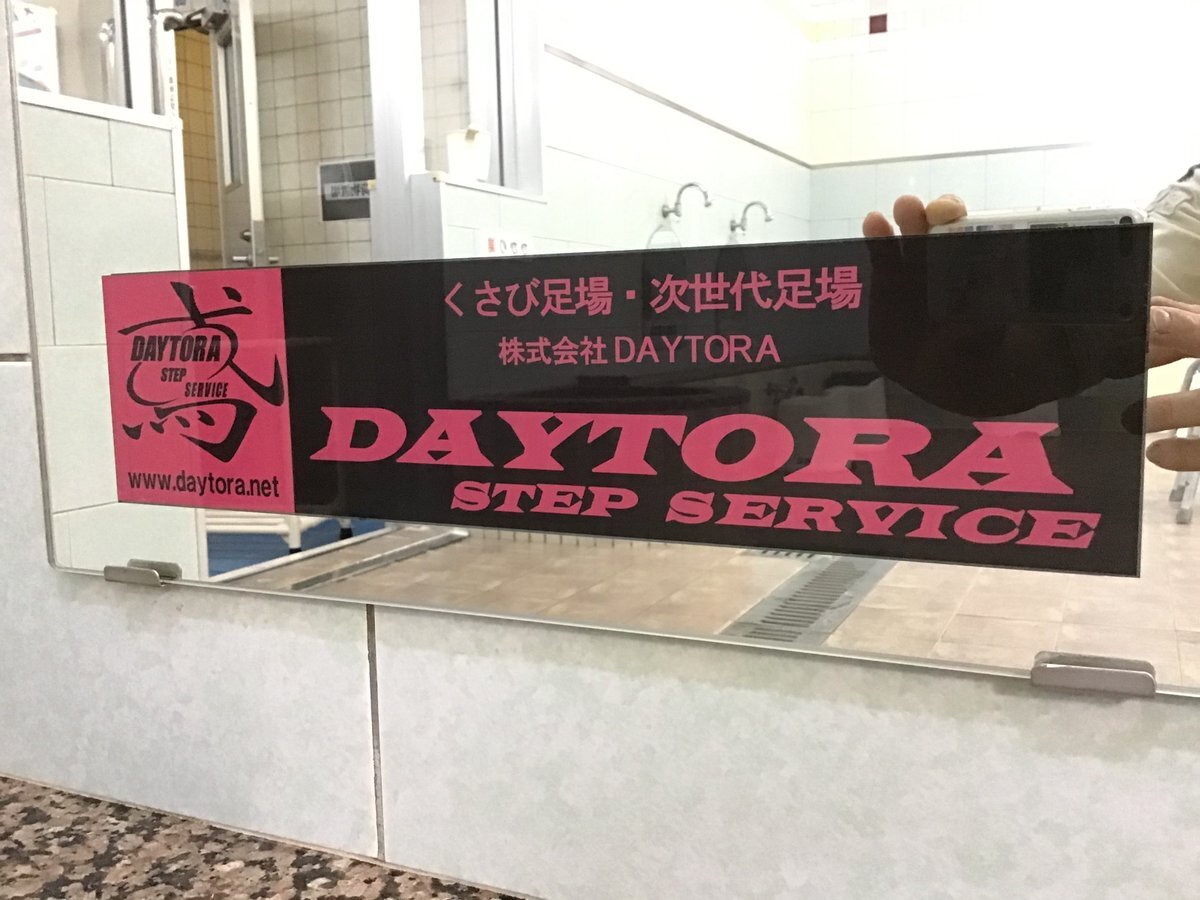 鳶
DAYTORA
STEP
SERVICE
www.daytora.net
くさび足場・次世代足場
株式会社DAYTORA
DAYTORA
STEP SERVICE